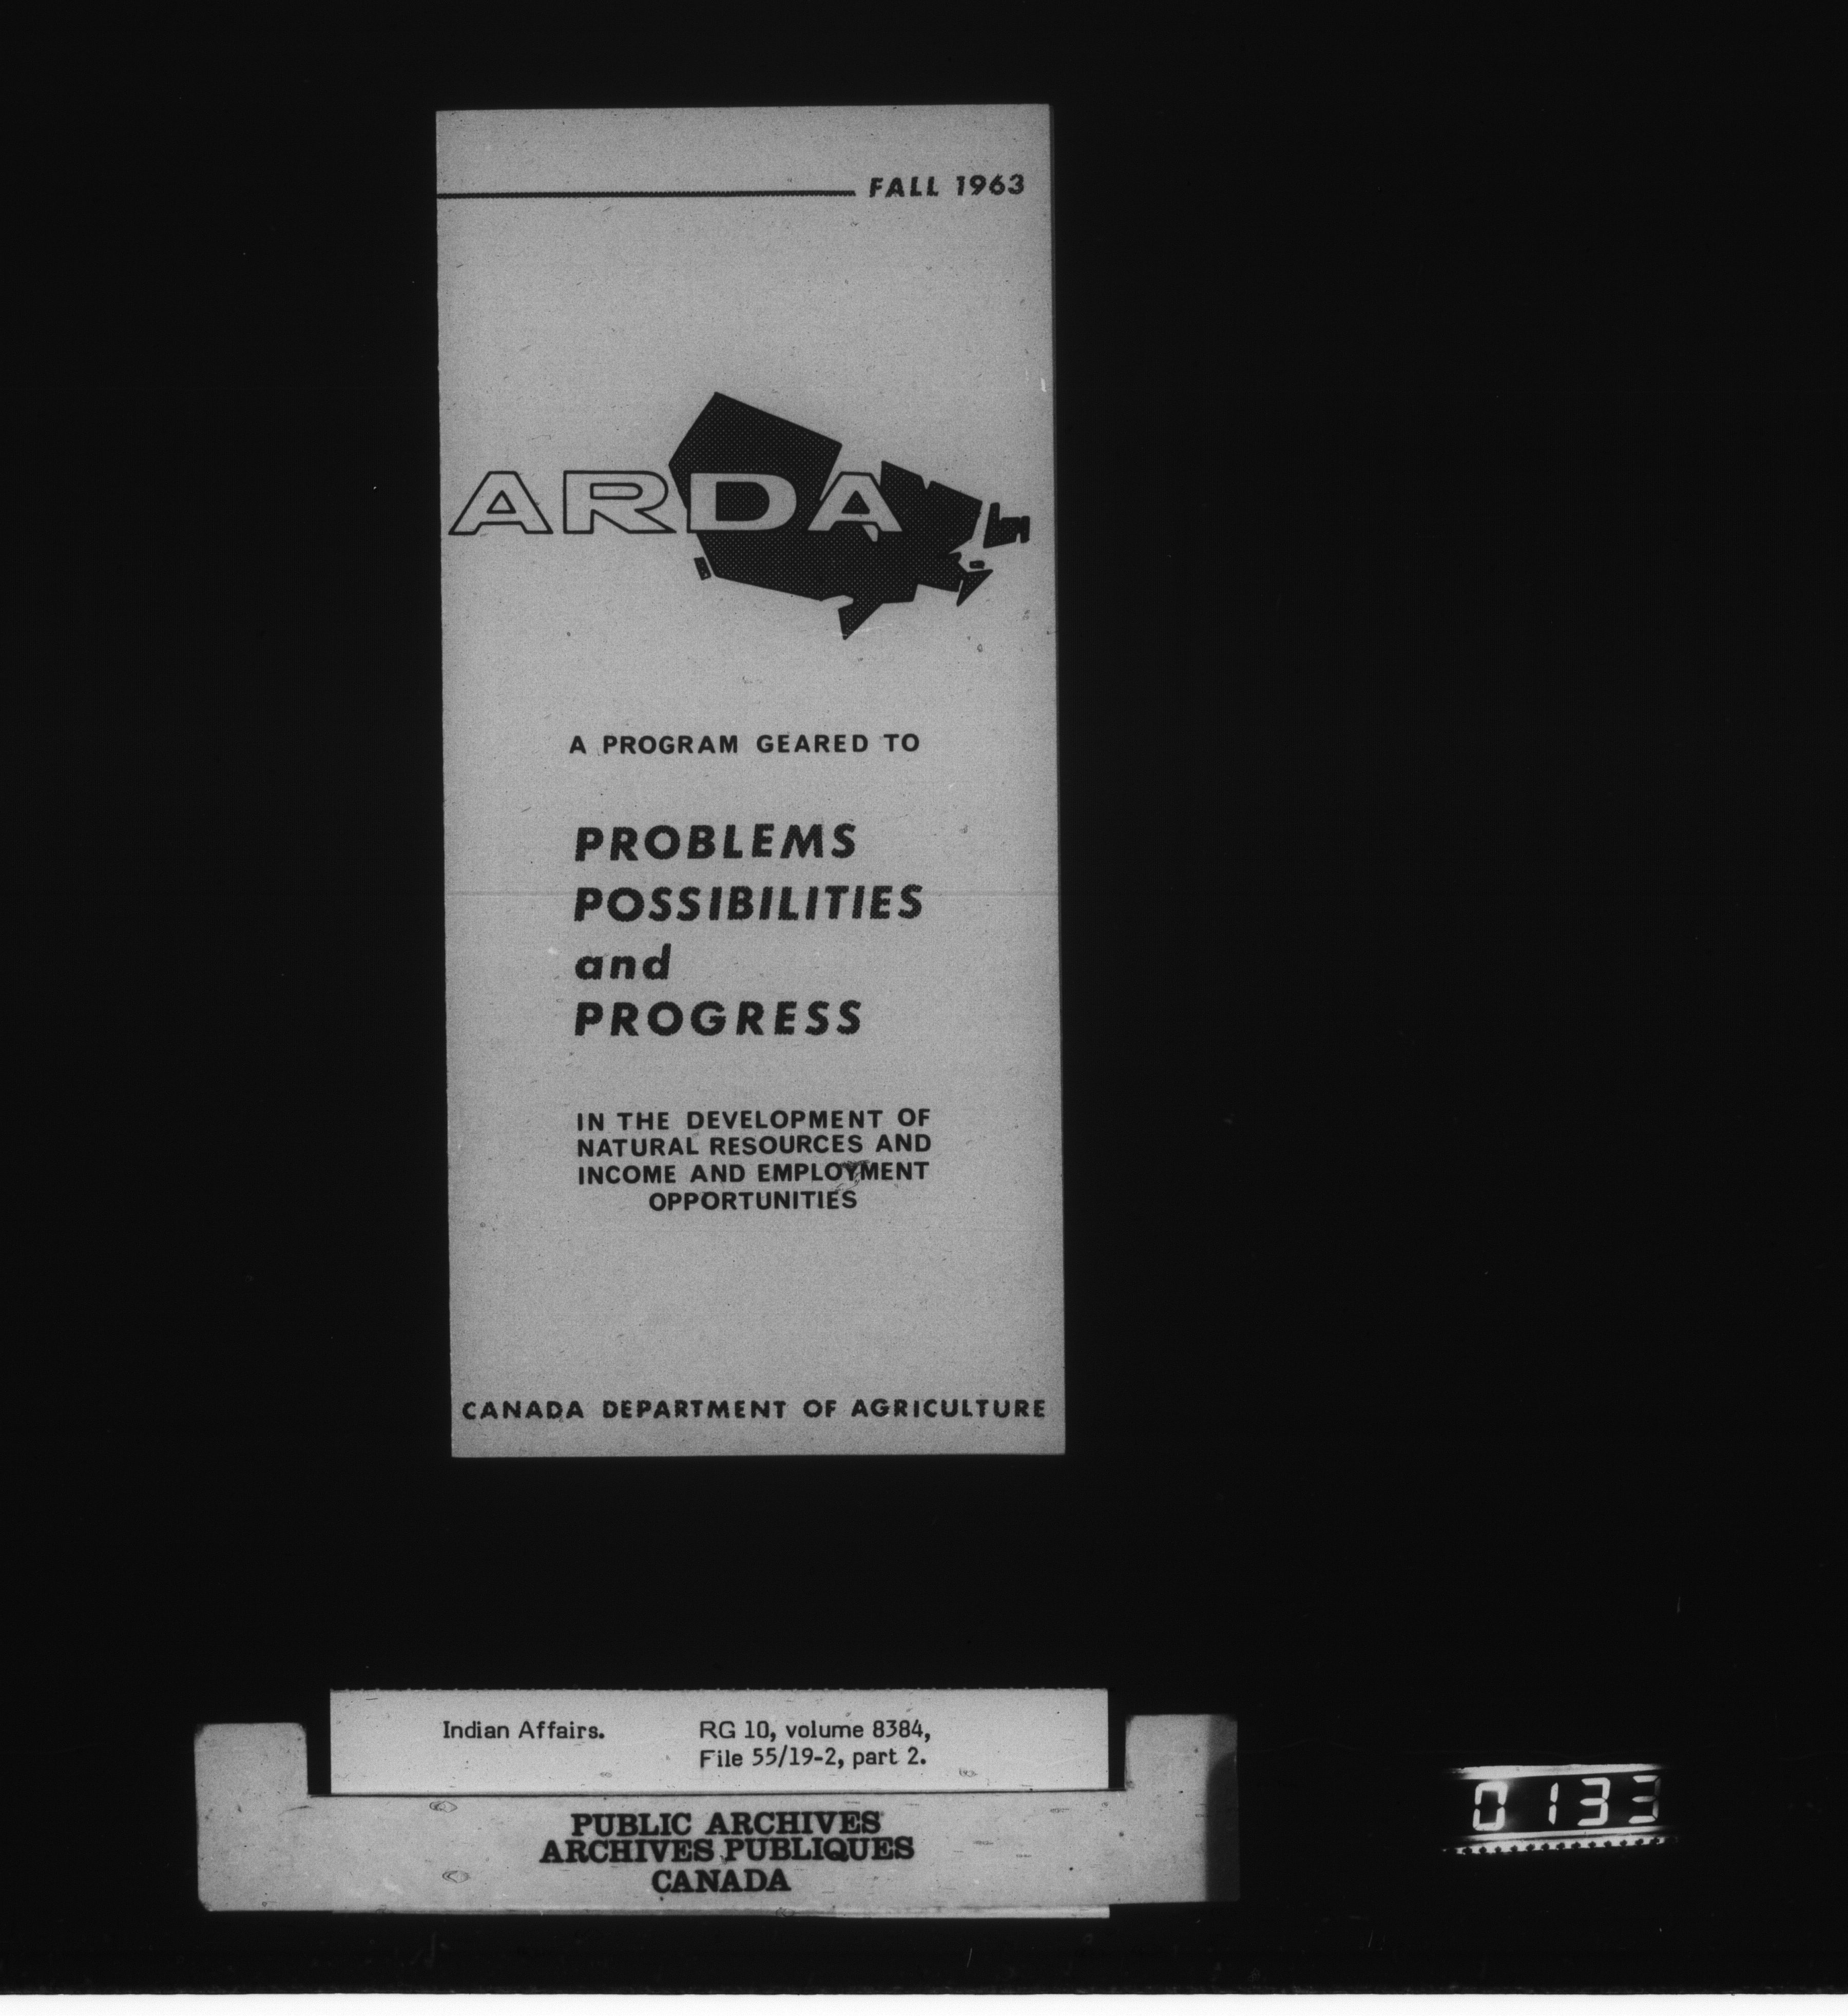 FALL 1963
ARDA
A PROGRAM GEARED TO
PROBLEMS
POSSIBILITIES
and
PROGRESS
IN THE DEVELOPMENT OF
NATURAL RESOURCES AND
INCOME AND EMPLOYMENT
OPPORTUNITIES
CANADA DEPARTMENT OF AGRICULTURE
Indian Affairs. RG 10, volume 8384,
File 55/19-2, part 2.
PUBLIC ARCHIVES
ARCHIVES PUBLIQUES
CANADA
0133